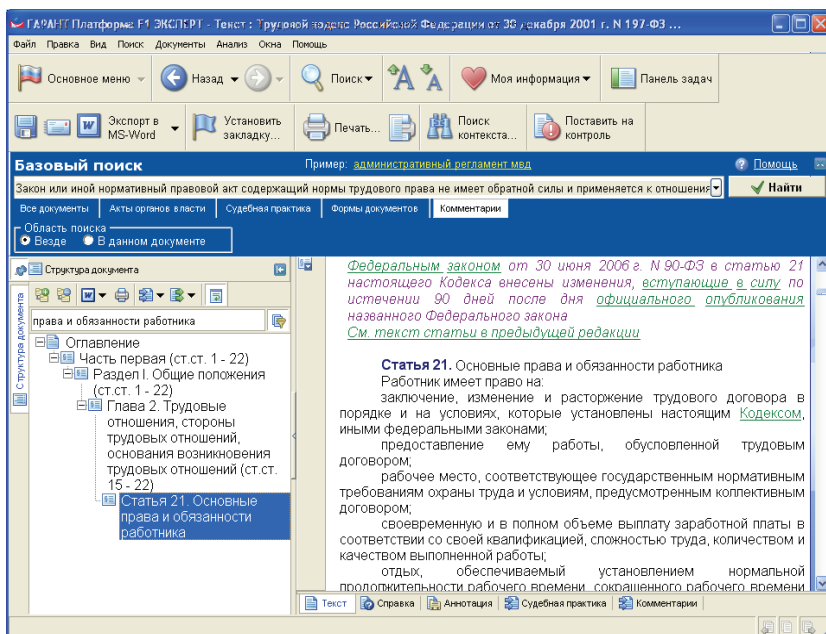 ГАРАНТ Платформа F1 ЭКСПЕРТ - Текст : Трудовой кодекс Российской Федерации от 30 декабря 2001 г. N 197-ФЗ ...
Файл Правка Вид Поиск Документы Анализ Окна Помощь
Основное меню Назад Поиск А А Моя информация Панель задач
Экспорт в MS-Word Установить закладку... Печать... Поиск контекста... Поставить на контроль
Базовый поиск Пример: административный регламент мвд Помощь
Закон или иной нормативный правовой акт содержащий нормы трудового права не имеет обратной силы и применяется к отношения Найти
Все документы Акты органов власти Судебная практика Формы документов Комментарии
Область поиска
Везде В данном документе
Структура документа
Структура документа
права и обязанности работника
Оглавление
Часть первая (ст.ст. 1 - 22)
Раздел I. Общие положения
(ст.ст. 1 - 22)
Глава 2. Трудовые
отношения, стороны
трудовых отношений,
основания возникновения
трудовых отношений (ст.ст.
15 - 22)
Статья 21. Основные
права и обязанности
работника
Федеральным законом от 30 июня 2006 г. N 90-ФЗ в статью 21
настоящего Кодекса внесены изменения, вступающие в силу по
истечении 90 дней после дня официального опубликования
названного Федерального закона
См. текст статьи в предыдущей редакции
Статья 21. Основные права и обязанности работника
Работник имеет право на:
заключение, изменение и расторжение трудового договора в
порядке и на условиях, которые установлены настоящим Кодексом,
иными федеральными законами;
предоставление ему работы, обусловленной трудовым
договором;
рабочее место, соответствующее государственным нормативным
требованиям охраны труда и условиям, предусмотренным коллективным
договором;
своевременную и в полном объеме выплату заработной платы в
соответствии со своей квалификацией, сложностью труда, количеством и
качеством выполненной работы;
отдых, обеспечиваемый установлением нормальной
продолжительности рабочего времени, сокращенного рабочего времени
Текст Справка Аннотация Судебная практика Комментарии